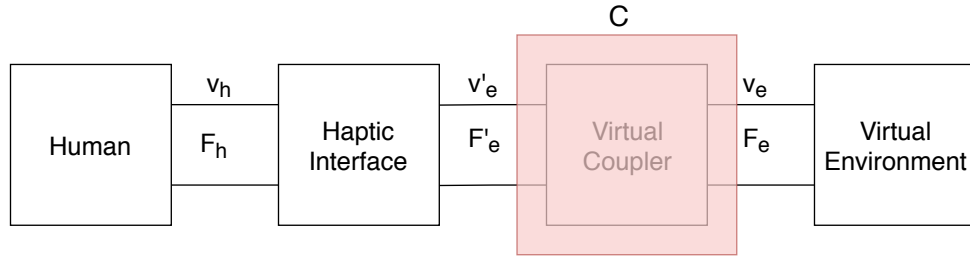 C
v_h
v'_e
v_e
Human
F_h
Haptic
Interface
F'_e
Virtual
Coupler
F_e
Virtual
Environment